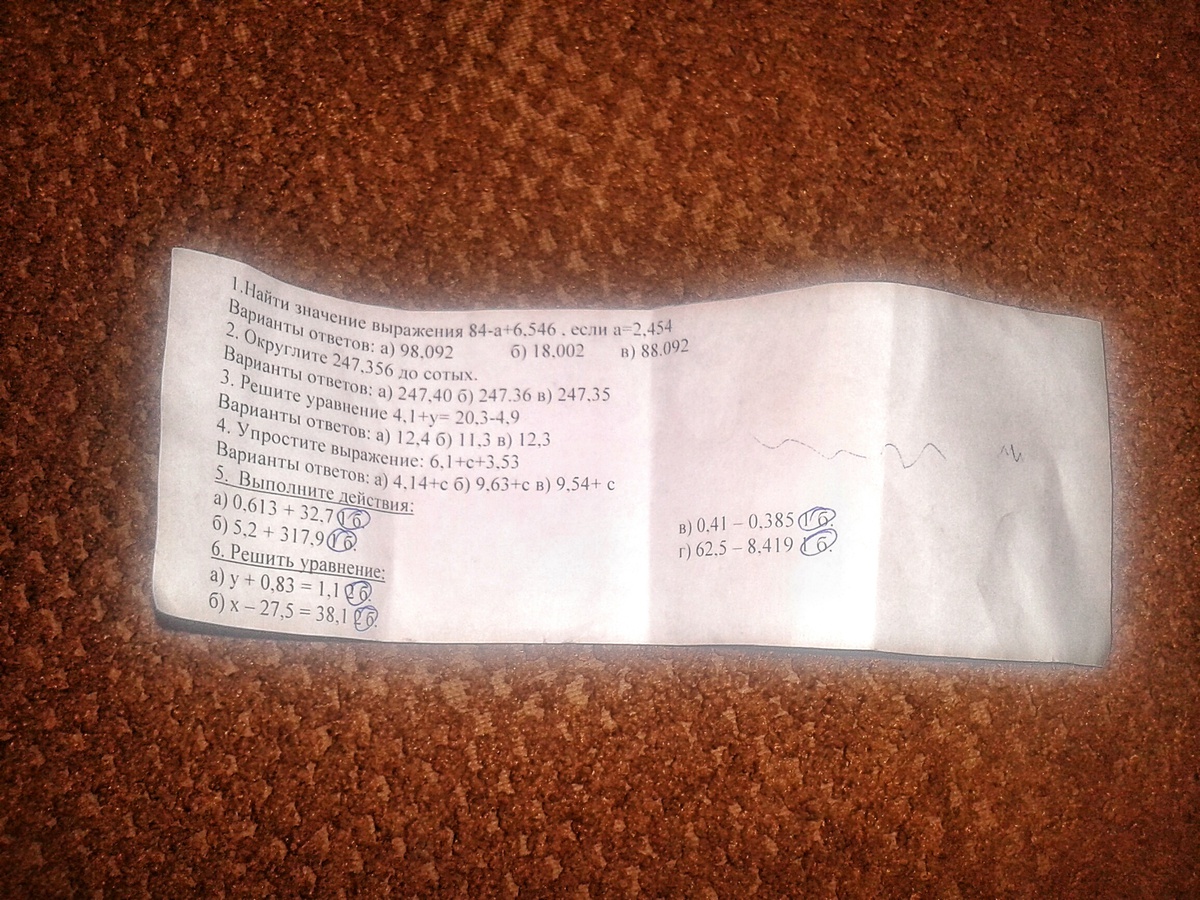 1.Найти значение выражения 84-а+6,546 , если а=2,454
Варианты ответов: а) 98,092 б) 18.002 в) 88.092
2. Округлите 247,356 до сотых.
Варианты ответов: а) 247,40 б) 247.36 в) 247,35
3. Решите уравнение 4,1+у= 20,3-4,9
Варианты ответов: а) 12,4 б) 11,3 в) 12,3
4. Упростите выражение: 6,1+с+3,53
Варианты ответов: а) 4,14+с б) 9,63+с в) 9,54+ с
5. Выполните действия:
а) 0,613 + 32,7 1 б.
б) 5,2 + 317,9 1 б.
в) 0,41 – 0,385 1 б.
г) 62,5 – 8,419 1 б.
6. Решить уравнение:
а) у + 0,83 = 1,1 2 б.
б) х – 27,5 = 38,1 2 б.